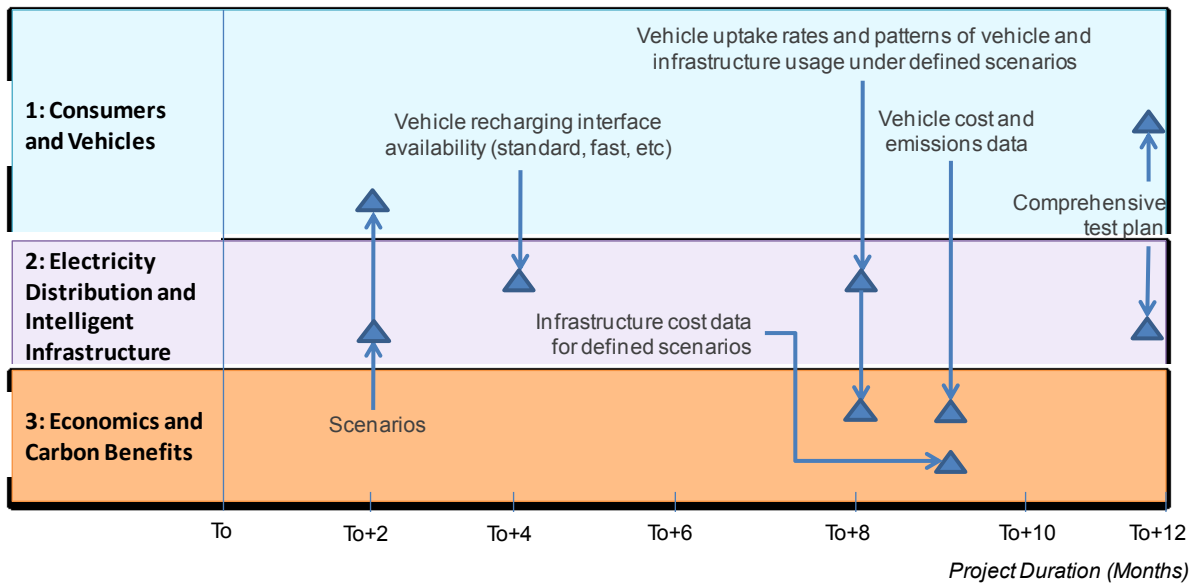 Vehicle uptake rates and patterns of vehicle and
infrastructure usage under defined scenarios
1: Consumers
and Vehicles
Vehicle recharging interface
availability (standard, fast, etc)
Vehicle cost and
emissions data
Comprehensive
test plan
2: Electricity
Distribution and
Intelligent
Infrastructure
Infrastructure cost data
for defined scenarios
3: Economics and
Carbon Benefits
Scenarios
To
To+2
To+4
To+6
To+8
To+10
To+12
Project Duration (Months)